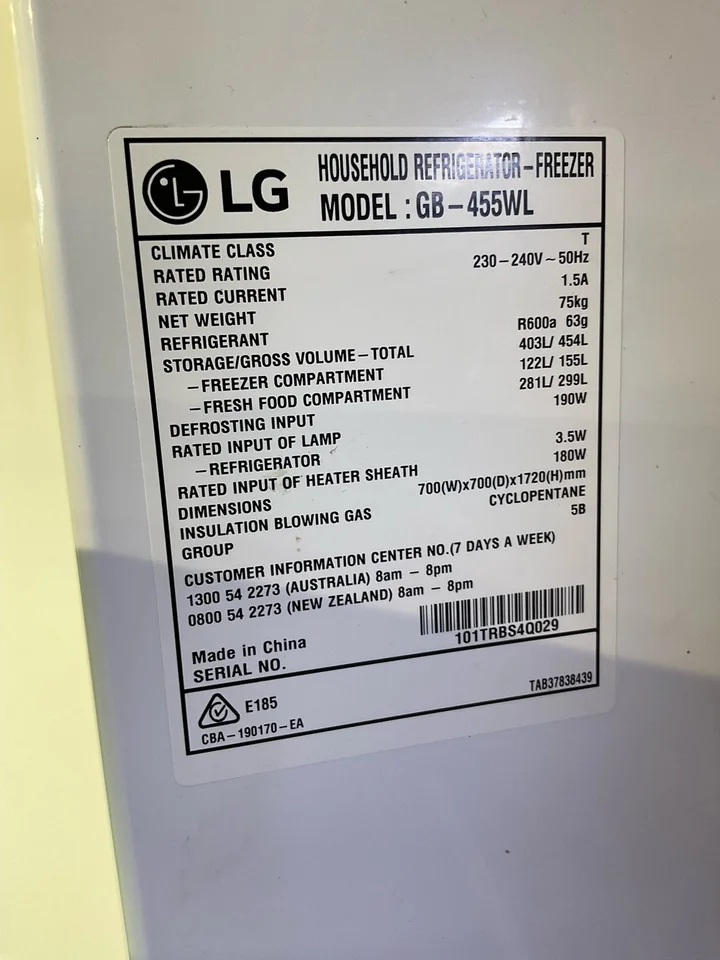 LG
HOUSEHOLD REFRIGERATOR-FREEZER
MODEL : GB-455WL
CLIMATE CLASS T
RATED RATING 230-240V~50Hz
RATED CURRENT 1.5A
NET WEIGHT 75kg
REFRIGERANT R600a 63g
STORAGE/GROSS VOLUME-TOTAL 403L/ 454L
-FREEZER COMPARTMENT 122L/ 155L
-FRESH FOOD COMPARTMENT 281L/ 299L
DEFROSTING INPUT 190W
RATED INPUT OF LAMP
-REFRIGERATOR 3.5W
RATED INPUT OF HEATER SHEATH 180W
DIMENSIONS 700(W)x700(D)x1720(H)mm
INSULATION BLOWING GAS CYCLOPENTANE
GROUP 5B
CUSTOMER INFORMATION CENTER NO.(7 DAYS A WEEK)
1300 54 2273 (AUSTRALIA) 8am - 8pm
0800 54 2273 (NEW ZEALAND) 8am - 8pm
Made in China
SERIAL NO. 101TRBS4Q029
E185
CBA-190170-EA TAB37838439